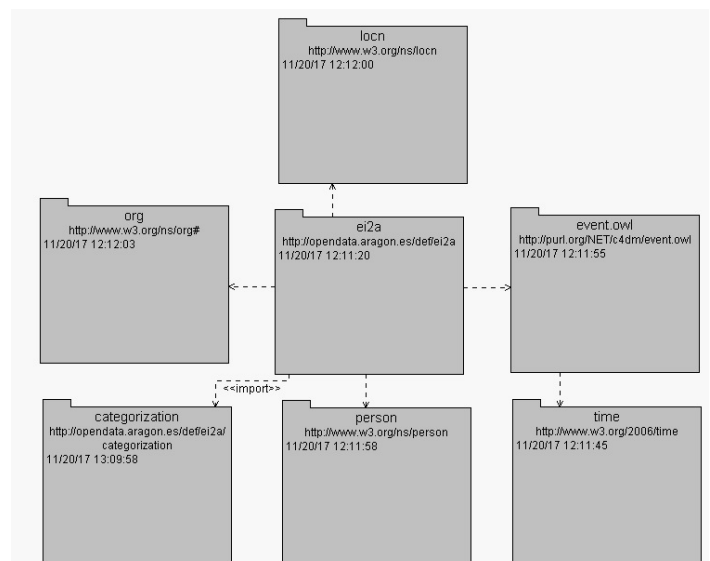 locn
http://www.w3.org/ns/locn
11/20/17 12:12:00
org
http://www.w3.org/ns/org#
11/20/17 12:12:03
ei2a
http://opendata.aragon.es/def/ei2a
11/20/17 12:11:20
event.owl
http://purl.org/NET/c4dm/event.owl
11/20/17 12:11:55
<<import>>
categorization
http://opendata.aragon.es/def/ei2a/
categorization
11/20/17 13:09:58
person
http://www.w3.org/ns/person
11/20/17 12:11:58
time
http://www.w3.org/2006/time
11/20/17 12:11:45